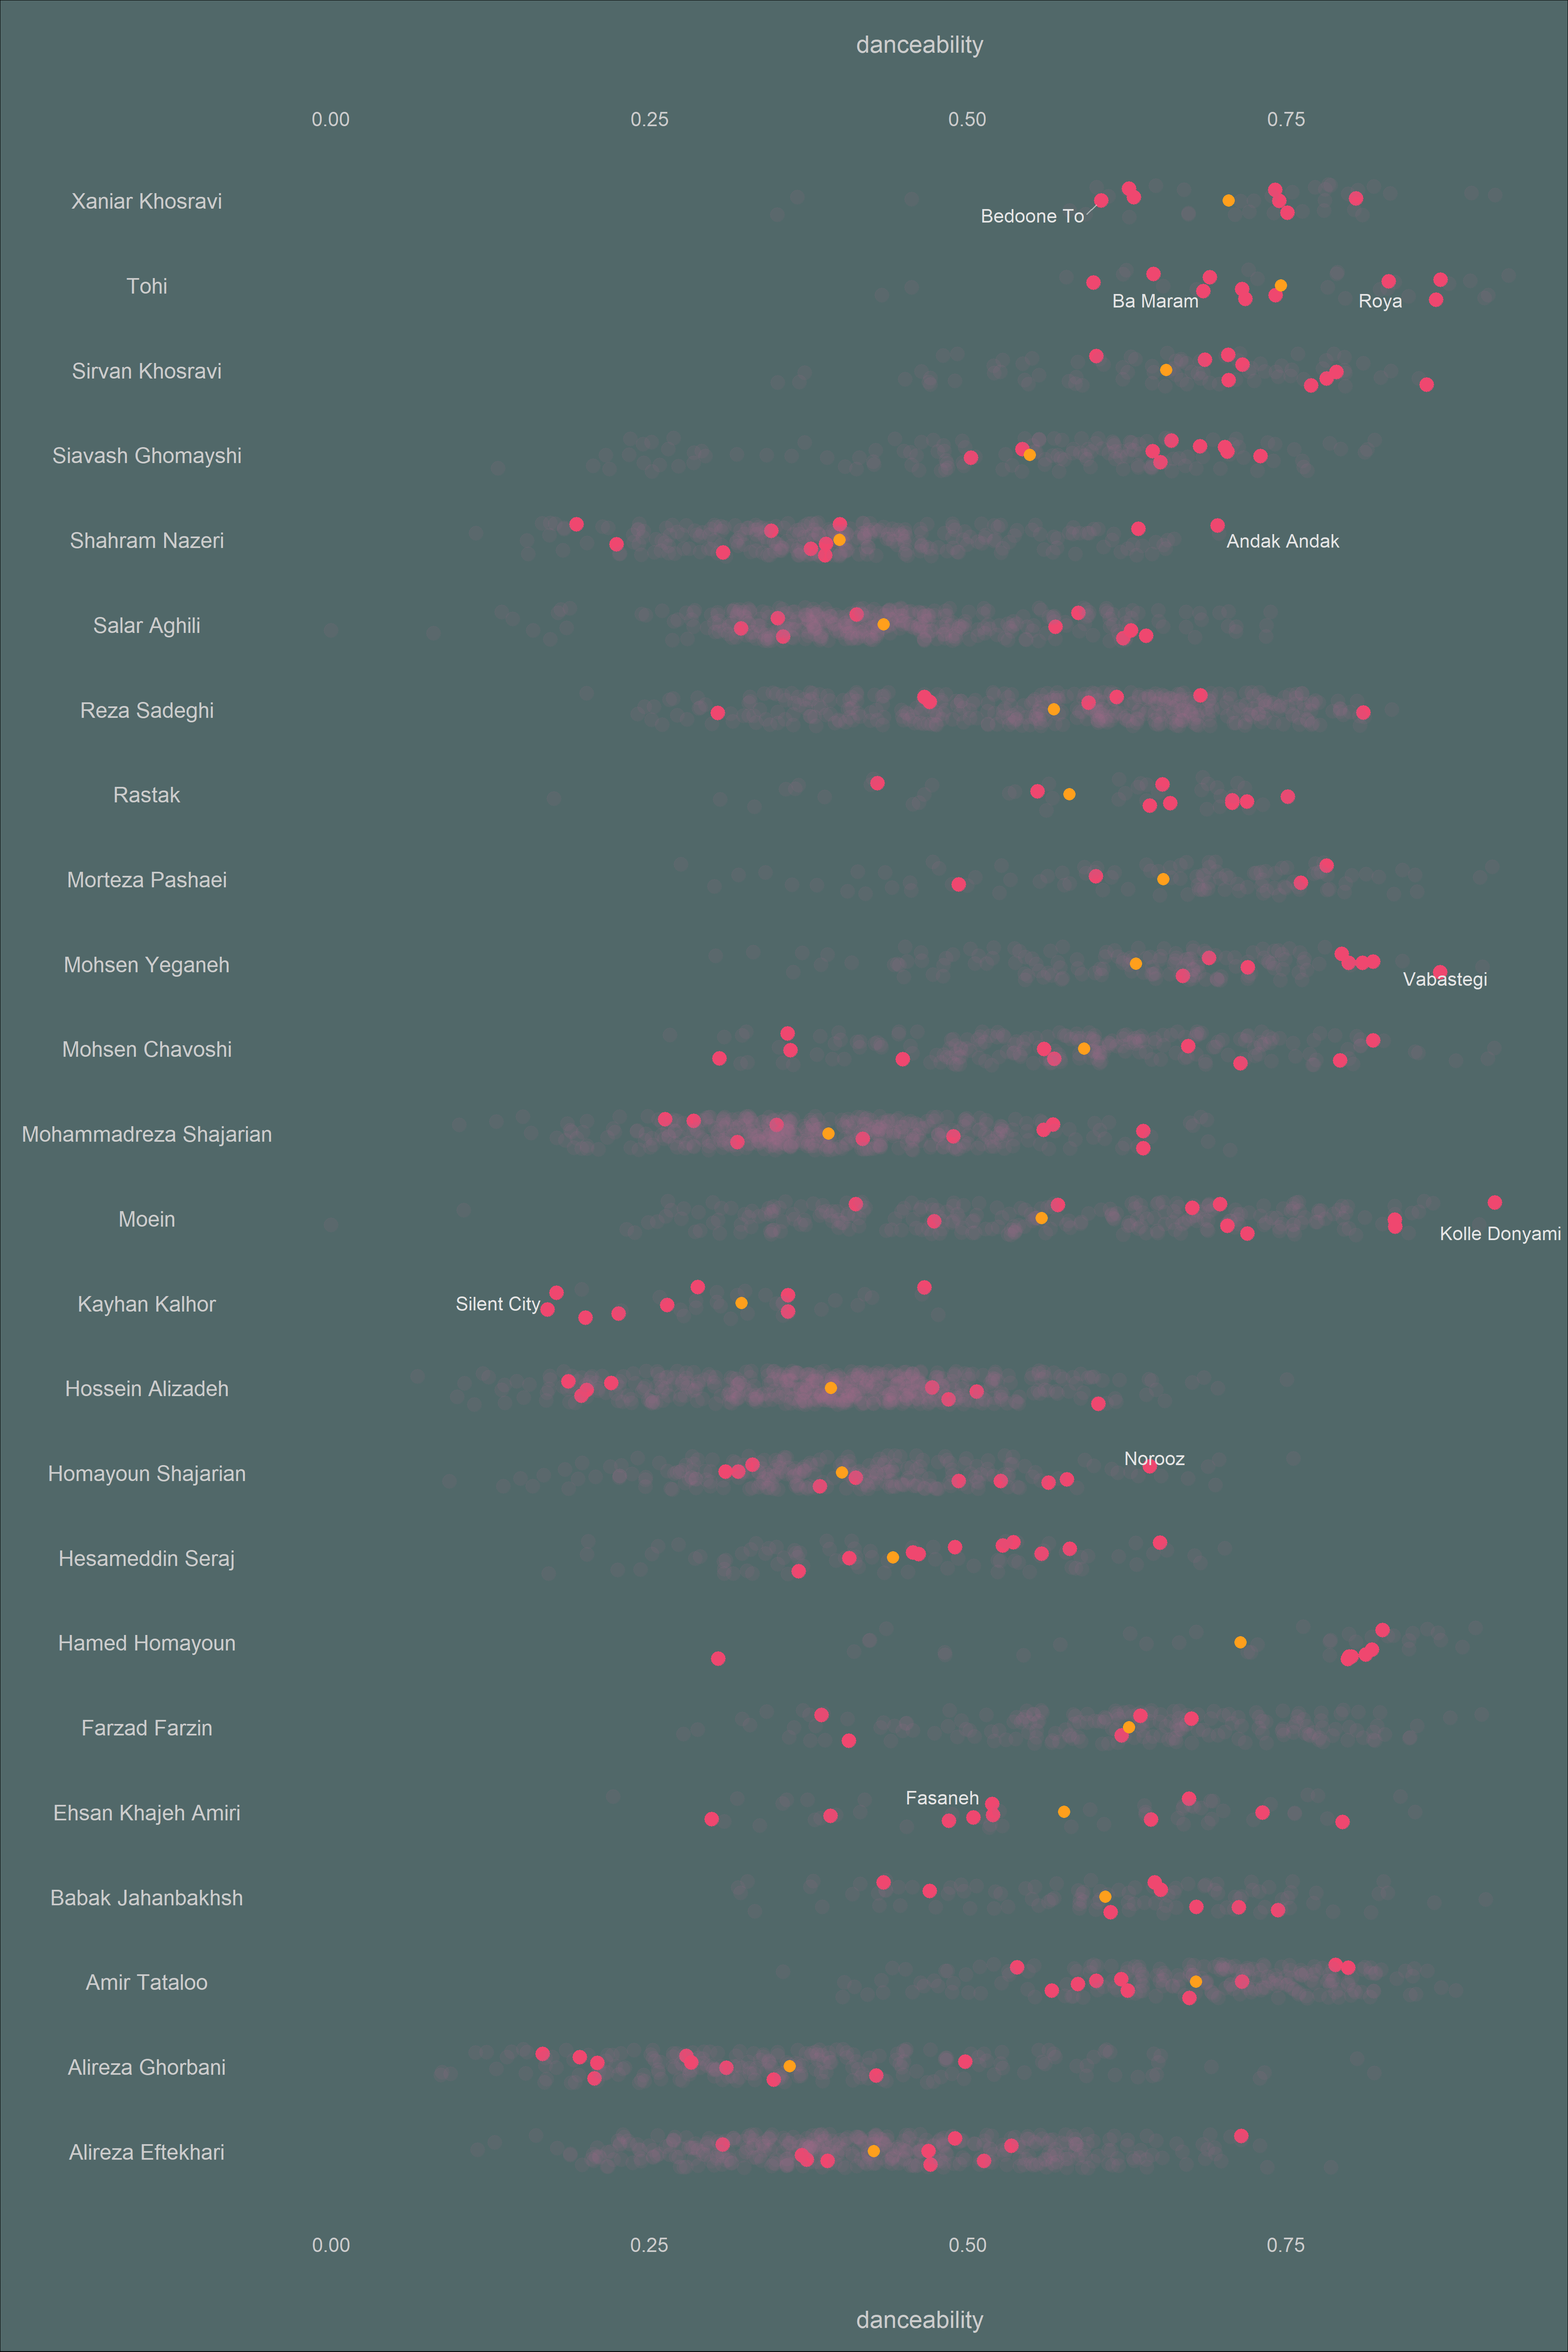 danceability
0.00 0.25 0.50 0.75
Xaniar Khosravi
Bedoone To
Tohi
Ba Maram Roya
Sirvan Khosravi
Siavash Ghomayshi
Shahram Nazeri
Andak Andak
Salar Aghili
Reza Sadeghi
Rastak
Morteza Pashaei
Mohsen Yeganeh
Vabastegi
Mohsen Chavoshi
Mohammadreza Shajarian
Moein
Kolle Donyami
Kayhan Kalhor Silent City
Hossein Alizadeh
Norooz
Homayoun Shajarian
Hesameddin Seraj
Hamed Homayoun
Farzad Farzin
Fasaneh
Ehsan Khajeh Amiri
Babak Jahanbakhsh
Amir Tataloo
Alireza Ghorbani
Alireza Eftekhari
0.00 0.25 0.50 0.75
danceability